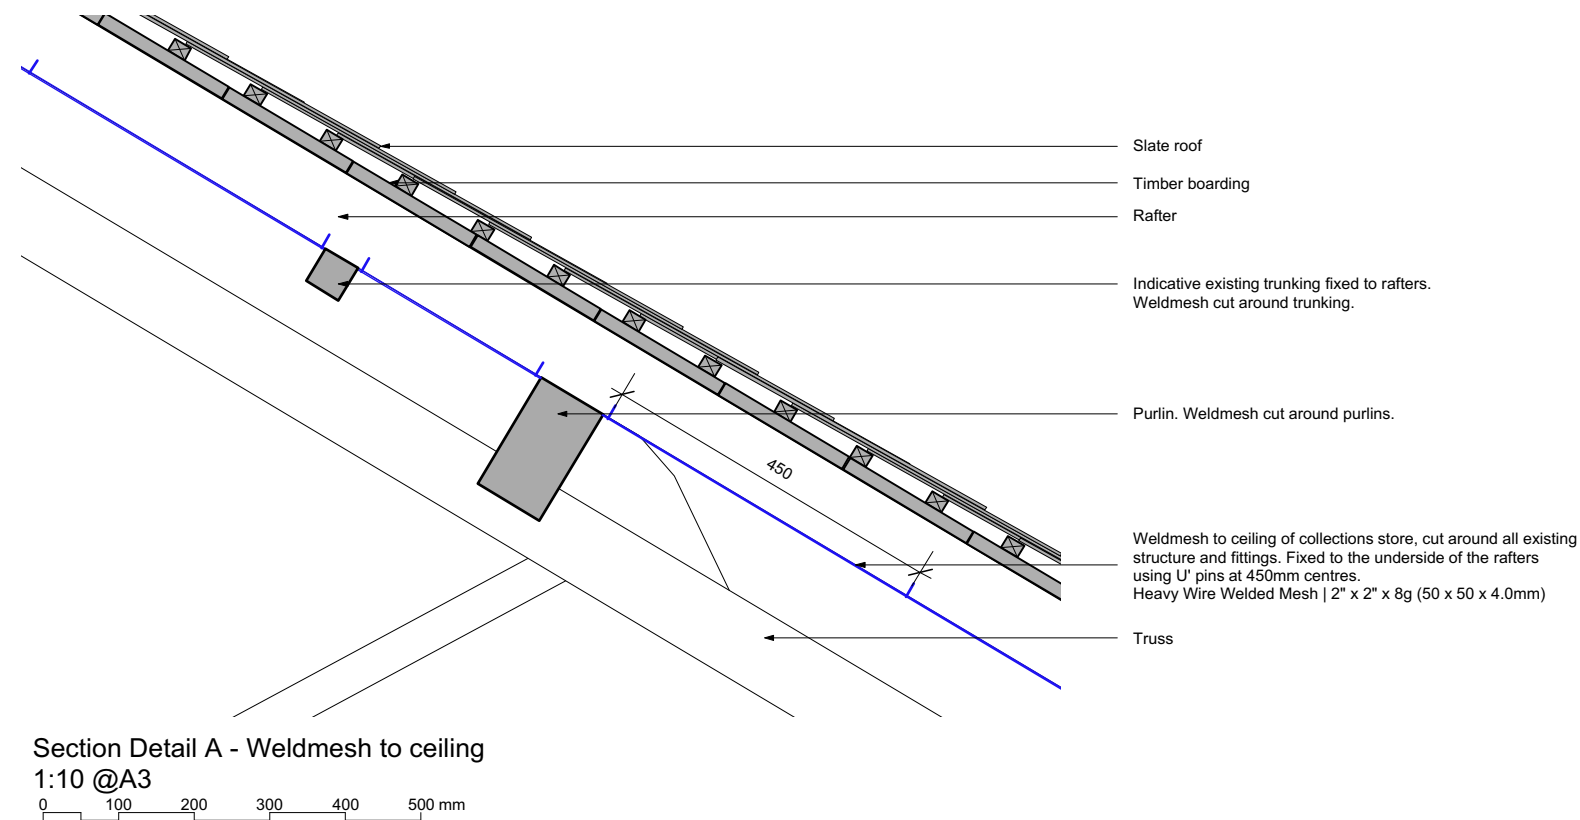 Slate roof
Timber boarding
Rafter
Indicative existing trunking fixed to rafters.
Weldmesh cut around trunking.
Purlin. Weldmesh cut around purlins.
450
Weldmesh to ceiling of collections store, cut around all existing
structure and fittings. Fixed to the underside of the rafters
using U' pins at 450mm centres.
Heavy Wire Welded Mesh | 2" x 2" x 8g (50 x 50 x 4.0mm)
Truss
Section Detail A - Weldmesh to ceiling
1:10 @A3
0 100 200 300 400 500 mm